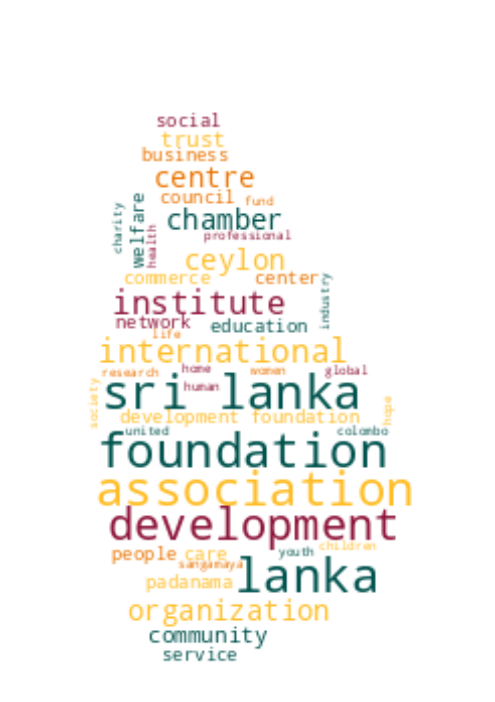 social
trust
business
centre
council fund
charity welfare chamber
health professional
ceylon
commerce center
institute industry
network education
life
international
research home women global
human
sri lanka
society development foundation hope
united colombo
foundation
association
development
people care youth children
sangamaya
padanama lanka
organization
community
service